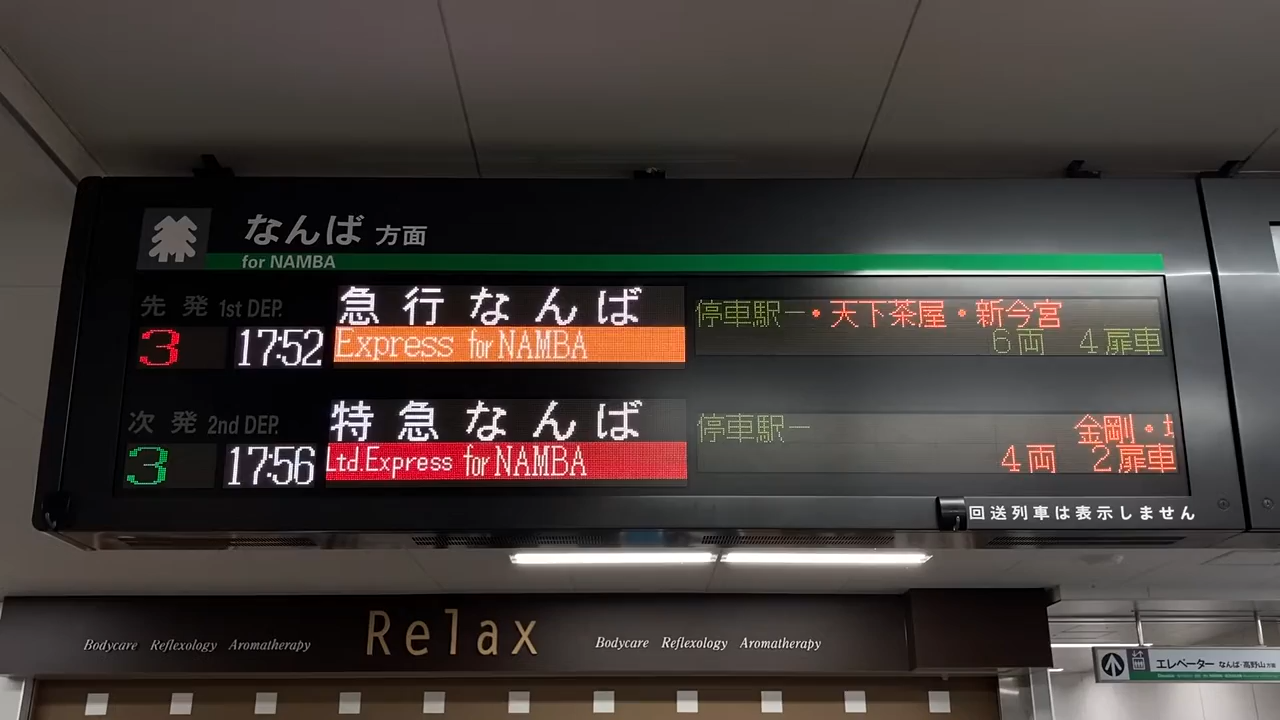 なんば 方面
for NAMBA
先発 1st DEP.
急行なんば
停車駅ー・天下茶屋・新今宮
3 17:52
Express for NAMBA
6両 4扉車
次発 2nd DEP.
特急なんば
停車駅ー 金剛・
3 17:56
Ltd.Express for NAMBA
4両 2扉車
回送列車は表示しません
Bodycare Reflexology Aromatherapy
Relax
Bodycare Reflexology Aromatherapy
エレベーター なんば・高野山方面